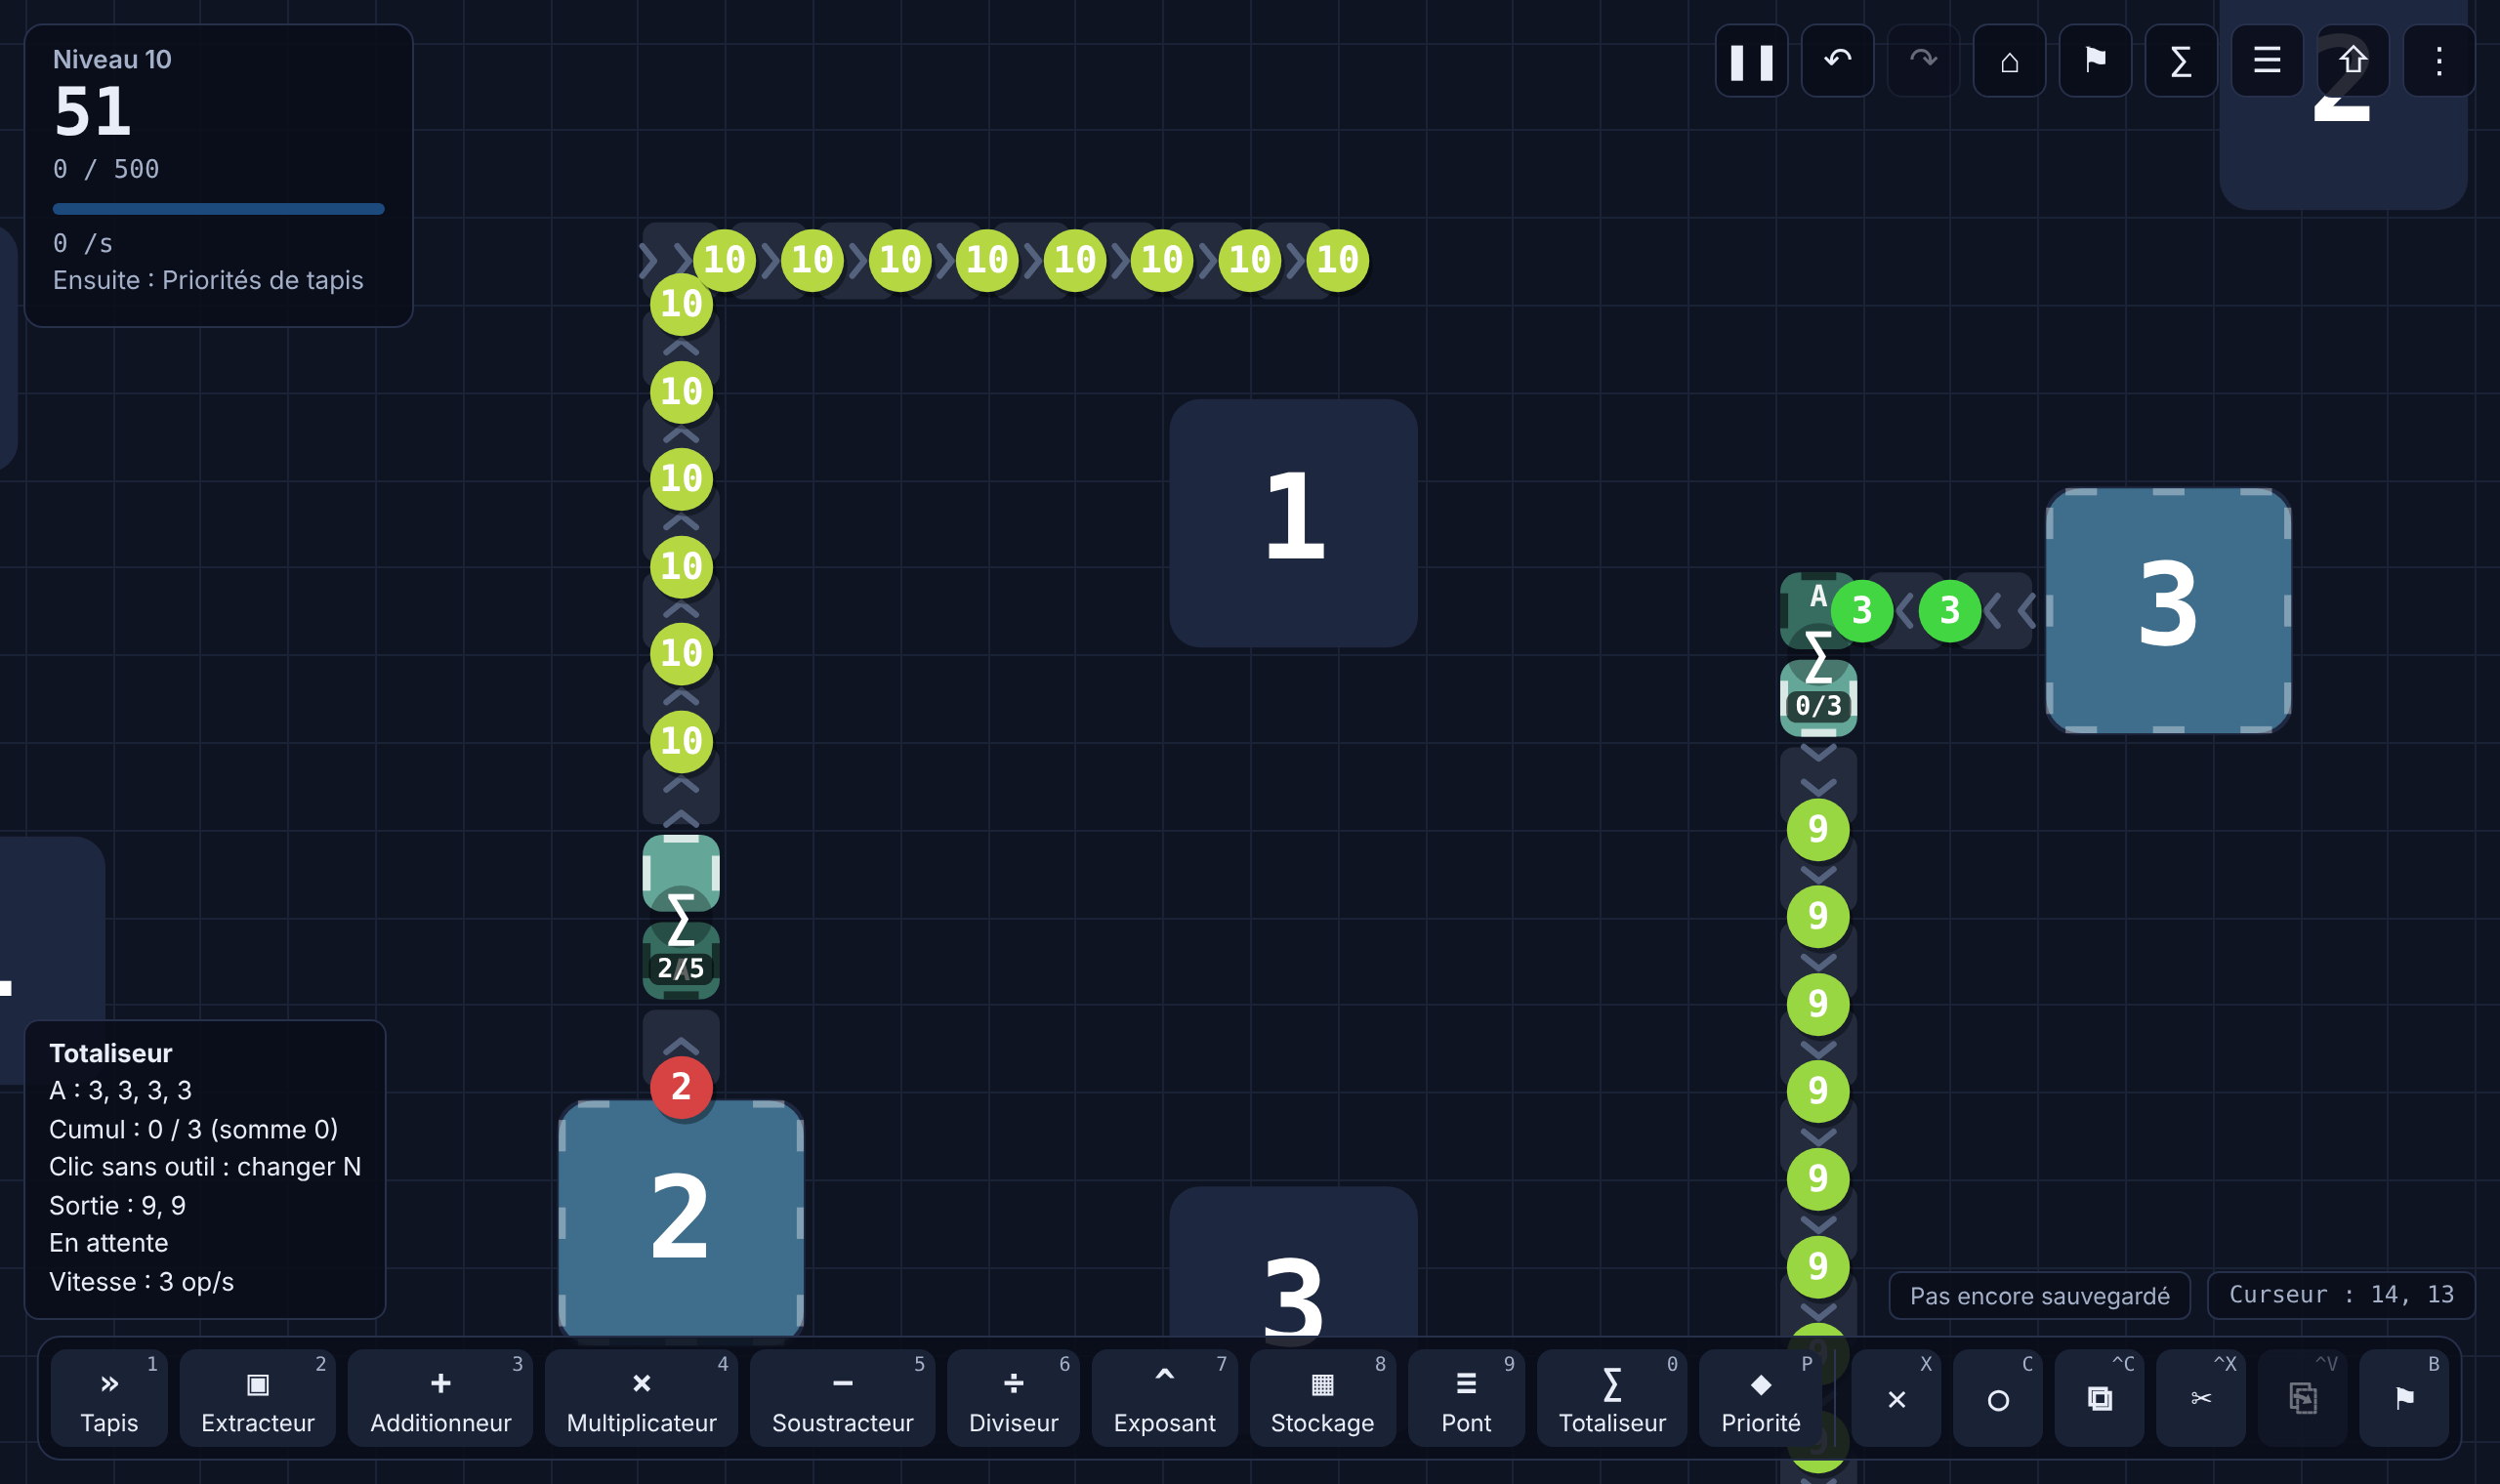 Niveau 10
51
0 / 500
0 /s
Ensuite : Priorités de tapis
2
10 10 10 10 10 10 10 10
10
10
10
10
10
10
1
3
A 3 3
Σ
0/3
9
9
9
9
9
9
Σ
2/5
2
2
3
Totaliseur
A : 3, 3, 3, 3
Cumul : 0 / 3 (somme 0)
Clic sans outil : changer N
Sortie : 9, 9
En attente
Vitesse : 3 op/s
Pas encore sauvegardé
Curseur : 14, 13
1 2 3 4 5 6 7 8 9 0 P X C ^C ^X ^V B
Tapis Extracteur Additionneur Multiplicateur Soustracteur Diviseur Exposant Stockage Pont Totaliseur Priorité